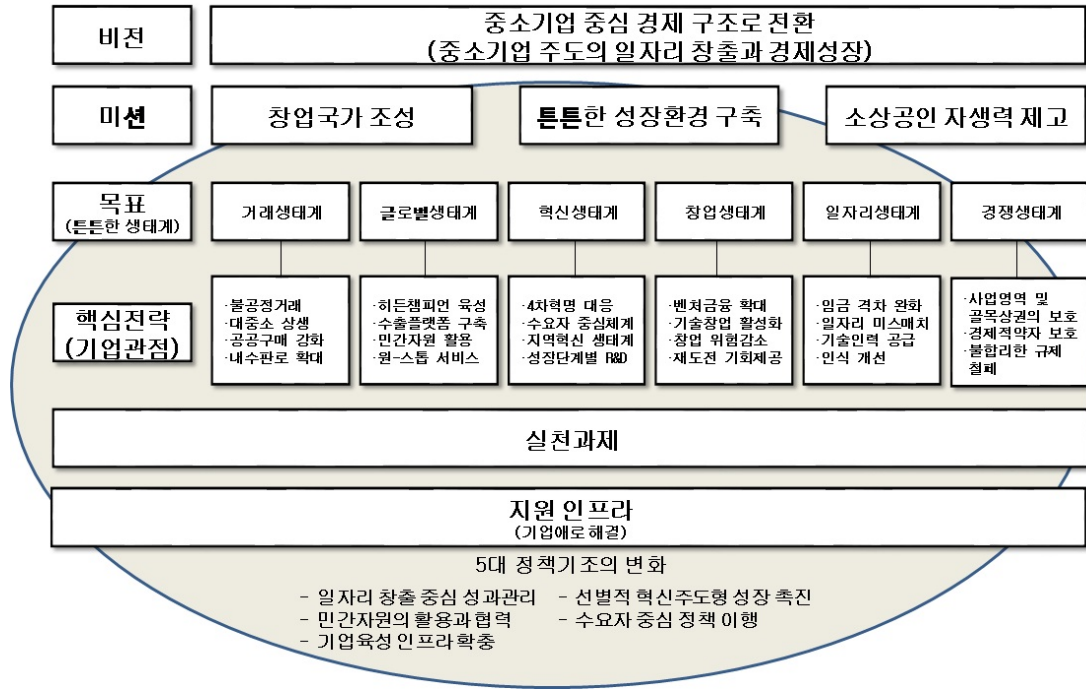 비전
중소기업 중심 경제 구조로 전환
(중소기업 주도의 일자리 창출과 경제성장)
미션
창업국가 조성
튼튼한 성장환경 구축
소상공인 자생력 제고
목표
(튼튼한 생태계)
거래생태계
글로벌생태계
혁신생태계
창업생태계
일자리생태계
경쟁생태계
핵심전략
(기업관점)
·불공정거래
·대중소 상생
·공공구매 강화
·내수판로 확대
·히든챔피언 육성
·수출플랫폼 구축
·민간자원 활용
·원-스톱 서비스
·4차혁명 대응
·수요자 중심체계
·지역혁신 생태계
·성장단계별 R&D
·벤처금융 확대
·기술창업 활성화
·창업 위험감소
·재도전 기회제공
·임금 격차 완화
·일자리 미스매치
·기술인력 공급
·인식 개선
·사업영역 및
골목상권의 보호
·경제적약자 보호
·불합리한 규제
철폐
실천과제
지원 인프라
(기업애로 해결)
5대 정책기조의 변화
- 일자리 창출 중심 성과관리
- 민간자원의 활용과 협력
- 기업육성 인프라 확충
- 선별적 혁신주도형 성장 촉진
- 수요자 중심 정책 이행